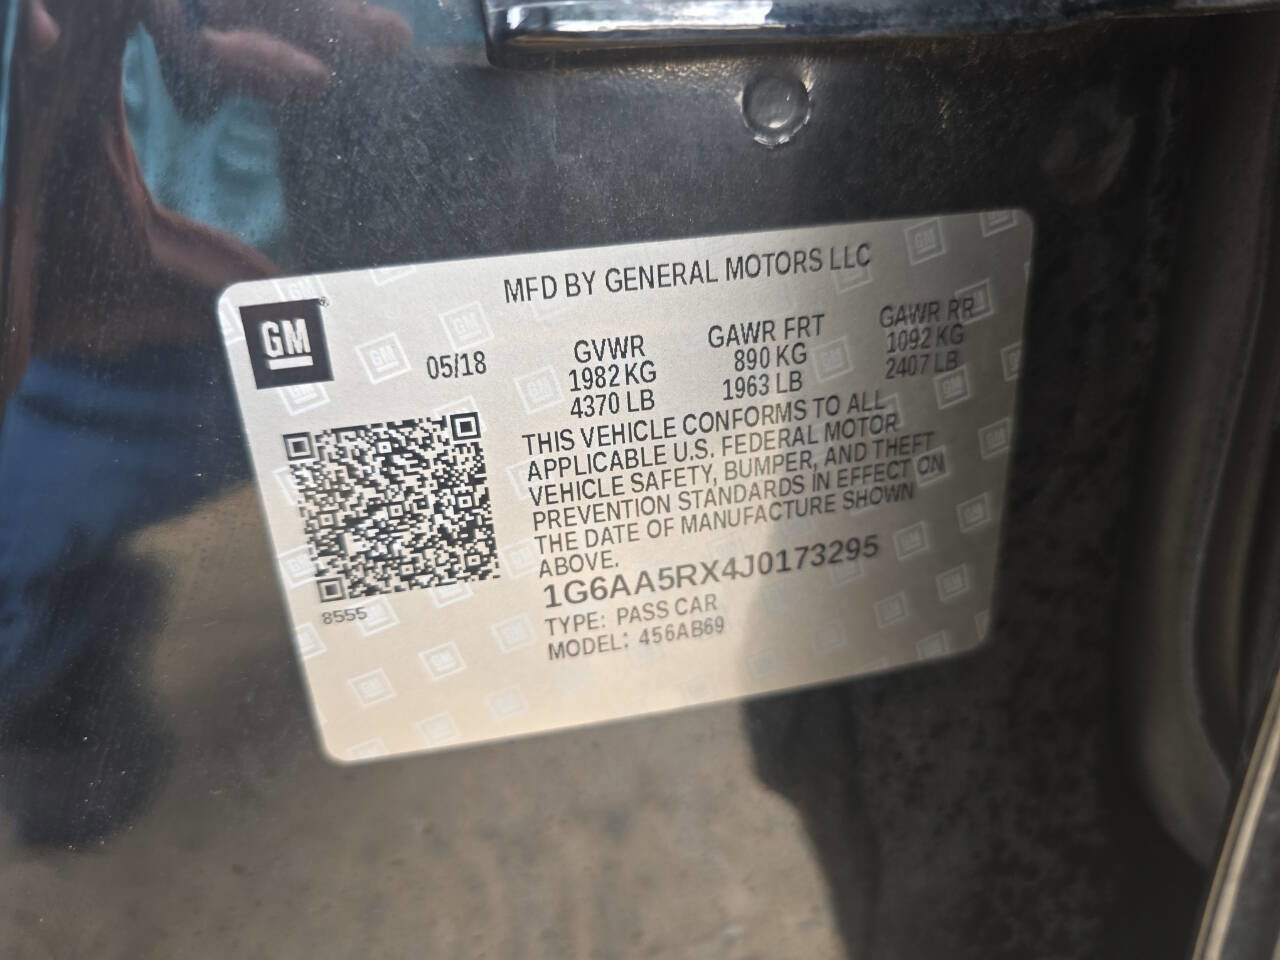 MFD BY GENERAL MOTORS LLC
GM
05/18
GVWR
1982 KG
4370 LB
GAWR FRT
890 KG
1963 LB
GAWR RR
1092 KG
2407 LB
THIS VEHICLE CONFORMS TO ALL
APPLICABLE U.S. FEDERAL MOTOR
VEHICLE SAFETY, BUMPER, AND THEFT
PREVENTION STANDARDS IN EFFECT ON
THE DATE OF MANUFACTURE SHOWN
ABOVE.
1G6AA5RX4J0173295
TYPE: PASS CAR
MODEL: 456AB69
8555